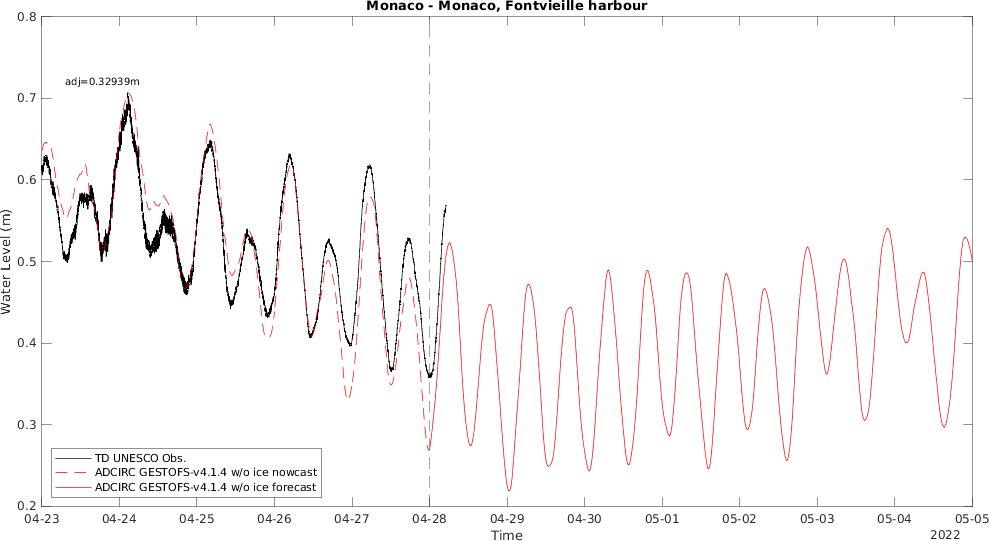 Monaco - Monaco, Fontvieille harbour
0.8
0.7
0.6
0.5
0.4
0.3
0.2
Water Level (m)
adj=0.32939m
TD UNESCO Obs.
ADCIRC GESTOFS-v4.1.4 w/o ice nowcast
ADCIRC GESTOFS-v4.1.4 w/o ice forecast
04-23 04-24 04-25 04-26 04-27 04-28 04-29 04-30 05-01 05-02 05-03 05-04 05-05
Time
2022